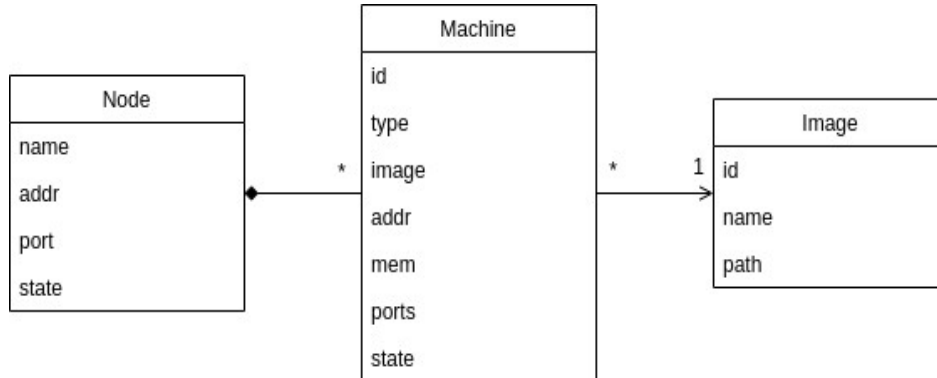 Node
name
addr
port
state
*
Machine
id
type
image
addr
mem
ports
state
*
1
Image
id
name
path